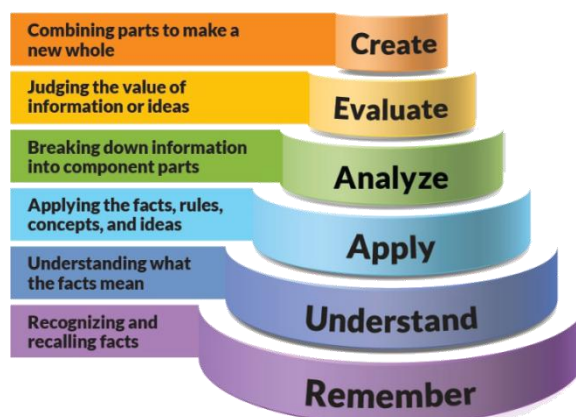 Combining parts to make a
new whole
Create
Judging the value of
information or ideas
Evaluate
Breaking down information
into component parts
Analyze
Applying the facts, rules,
concepts, and ideas
Apply
Understanding what
the facts mean
Understand
Recognizing and
recalling facts
Remember